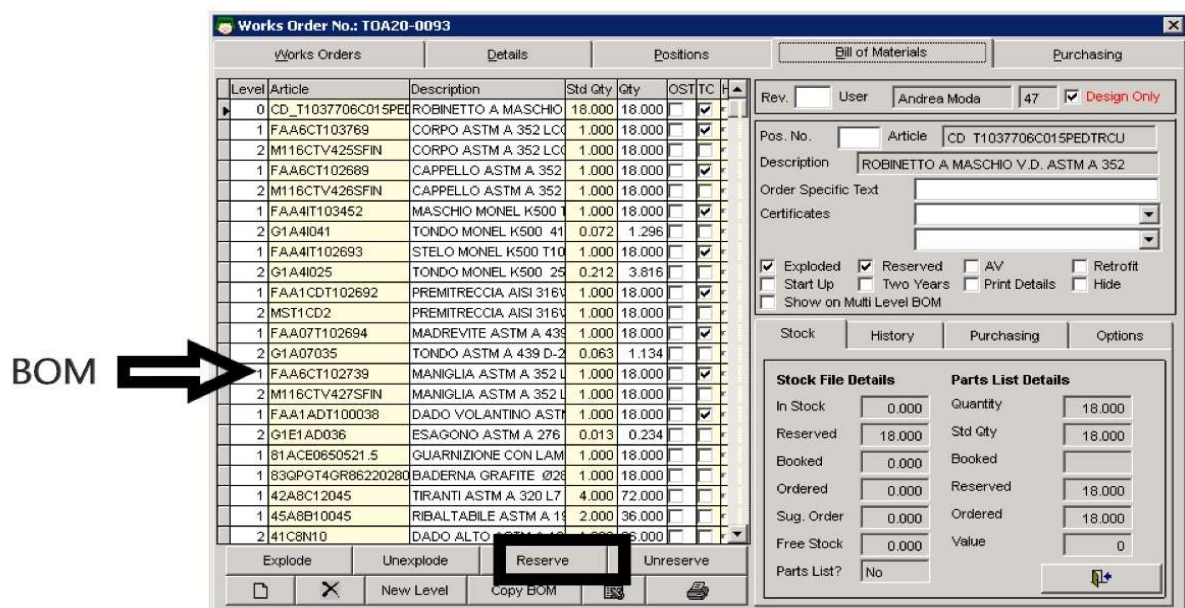 Works Order No.: TOA20-0093
Works Orders Details Positions Bill of Materials Purchasing
Level Article Description Std Qty Qty OST TC H
0 CD_T1037706C015PED ROBINETTO A MASCHIO 18.000 18.000
1 FAA6CT103769 CORPO ASTM A 352 LCC 1.000 18.000
2 M116CTV425SFIN CORPO ASTM A 352 LCC 1.000 18.000
1 FAA6CT102689 CAPPELLO ASTM A 352 1.000 18.000
2 M116CTV426SFIN CAPPELLO ASTM A 352 1.000 18.000
1 FAA4IT103452 MASCHIO MONEL K500 T 1.000 18.000
2 G1A4I041 TONDO MONEL K500 41 0.072 1.296
1 FAA4IT102693 STELO MONEL K500 T10 1.000 18.000
2 G1A4I025 TONDO MONEL K500 25 0.212 3.816
1 FAA1CDT102692 PREMITRECCIA AISI 316 1.000 18.000
2 MST1CD2 PREMITRECCIA AISI 316 1.000 18.000
1 FAA07T102694 MADREVITE ASTM A 439 1.000 18.000
2 G1A07035 TONDO ASTM A 439 D-2 0.063 1.134
1 FAA6CT102739 MANIGLIA ASTM A 352 L 1.000 18.000
2 M116CTV427SFIN MANIGLIA ASTM A 352 L 1.000 18.000
1 FAA1ADT100038 DADO VOLANTINO ASTM 1.000 18.000
2 G1E1AD036 ESAGONO ASTM A 276 0.013 0.234
1 81ACE0650521.5 GUARNIZIONE CON LAM 1.000 18.000
1 83QPGT4GR86220280 BADERNA GRAFITE Ø28 1.000 18.000
1 42A8C12045 TIRANTI ASTM A 320 L7 4.000 72.000
1 45A8B10045 RIBALTABILE ASTM A 19 2.000 36.000
2 41C8N10 DADO ALTO
Explode Unexplode Reserve Unreserve
New Level Copy BOM
BOM
Rev. User Andrea Moda 47 Design Only
Pos. No. Article CD T1037706C015PEDTRCU
Description ROBINETTO A MASCHIO V.D. ASTM A 352
Order Specific Text
Certificates
Exploded Reserved AV Retrofit
Start Up Two Years Print Details Hide
Show on Multi Level BOM
Stock History Purchasing Options
Stock File Details Parts List Details
In Stock 0.000 Quantity 18.000
Reserved 18.000 Std Qty 18.000
Booked 0.000 Booked
Ordered 0.000 Reserved 18.000
Sug. Order 0.000 Ordered 18.000
Free Stock 0.000 Value 0
Parts List? No